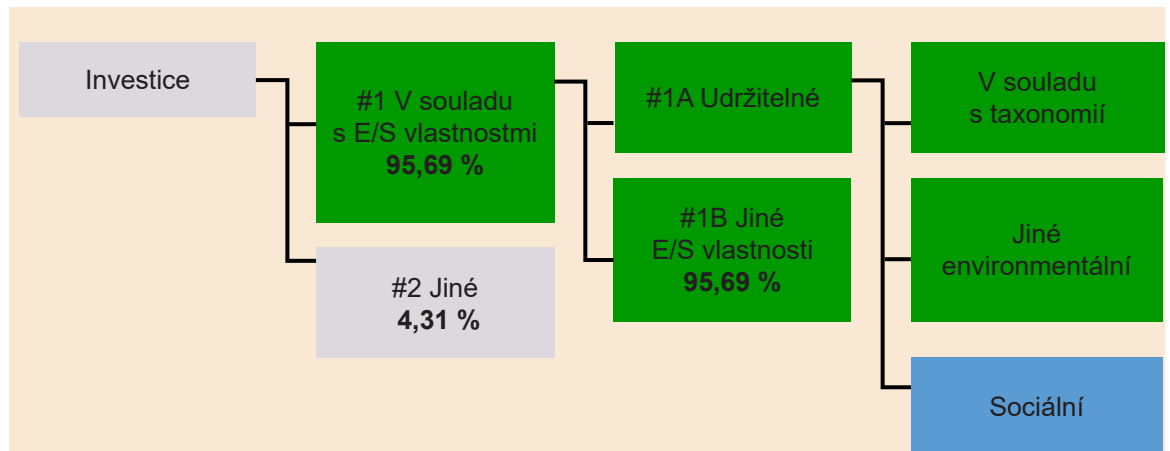 Investice
#1 V souladu
s E/S vlastnostmi
95,69 %
#2 Jiné
4,31 %
#1A Udržitelné
#1B Jiné
E/S vlastnosti
95,69 %
V souladu
s taxonomií
Jiné
environmentální
Sociální